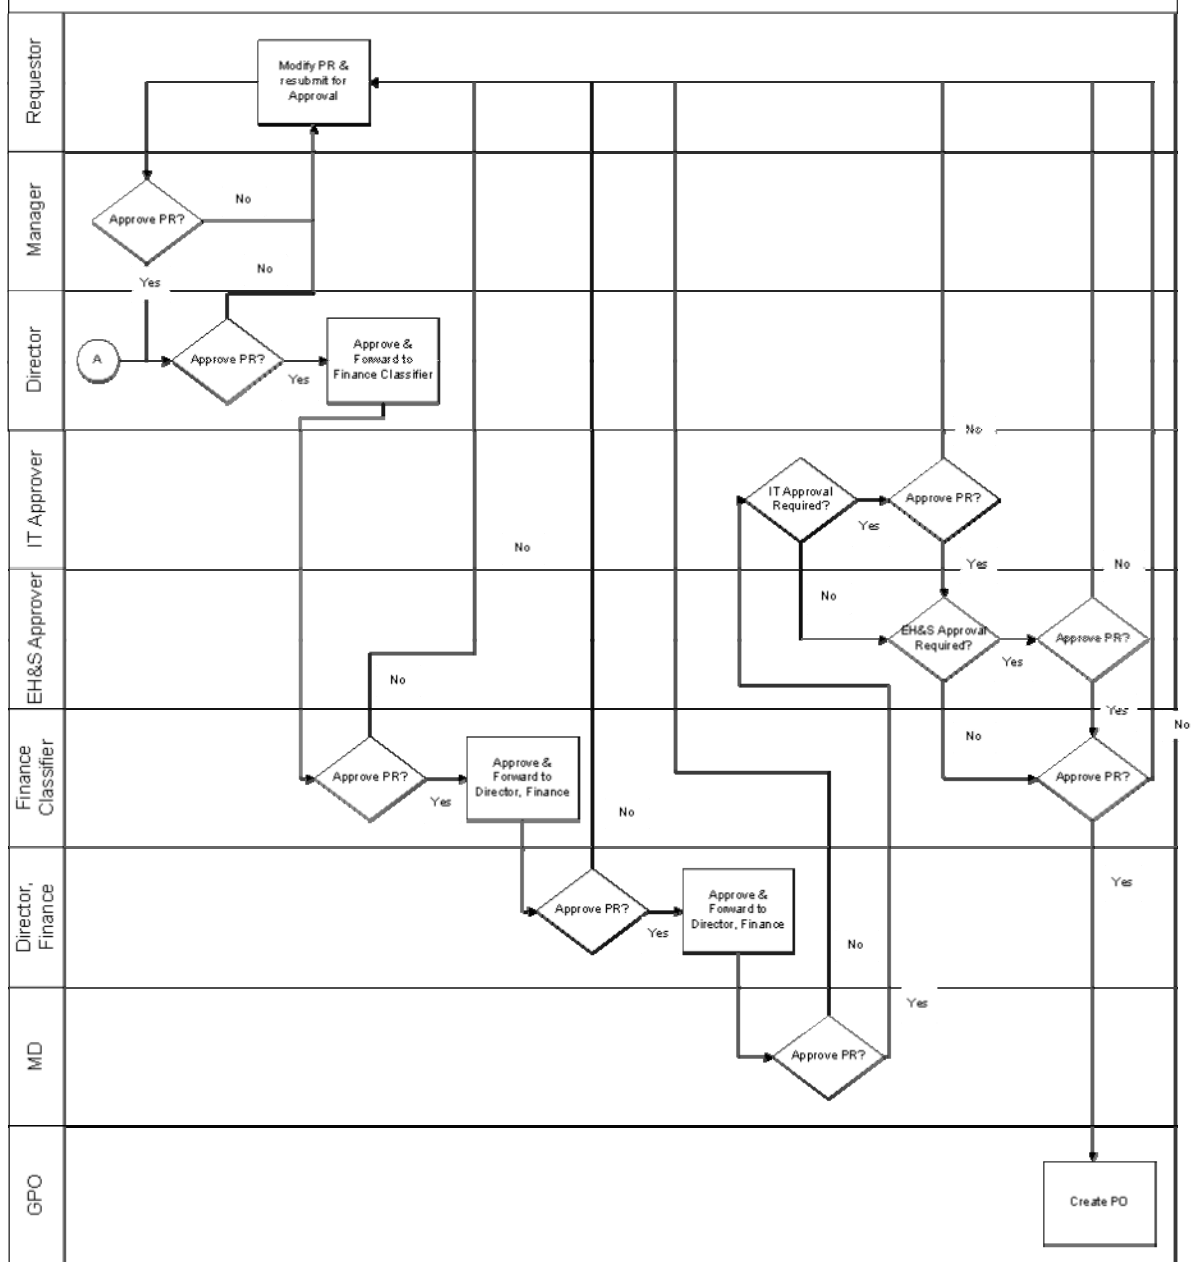 Requestor
Modify PR &
resubmit for
Approval
Manager
Approve PR?
No
No
Yes
Director
A
Approve PR?
Yes
Approve &
Forward to
Finance Classifier
IT Approver
No
IT Approval
Required?
Yes
Approve PR?
No
Yes
No
EH&S Approver
No
EH&S Approval
Required?
Yes
Approve PR?
No
Yes
No
No
Finance
Classifier
Approve PR?
Yes
Approve &
Forward to
Director, Finance
Approve PR?
No
Yes
Director,
Finance
Approve PR?
Yes
Approve &
Forward to
Director, Finance
No
Yes
MD
Approve PR?
GPO
Create PO